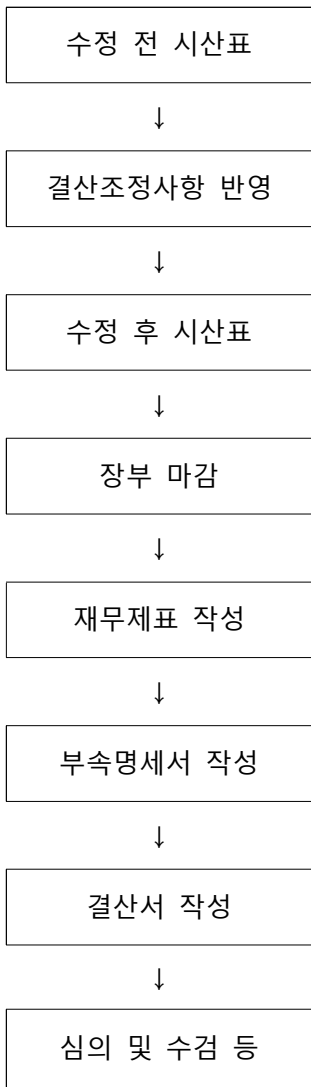 수정 전 시산표
↓
결산조정사항 반영
↓
수정 후 시산표
↓
장부 마감
↓
재무제표 작성
↓
부속명세서 작성
↓
결산서 작성
↓
심의 및 수검 등